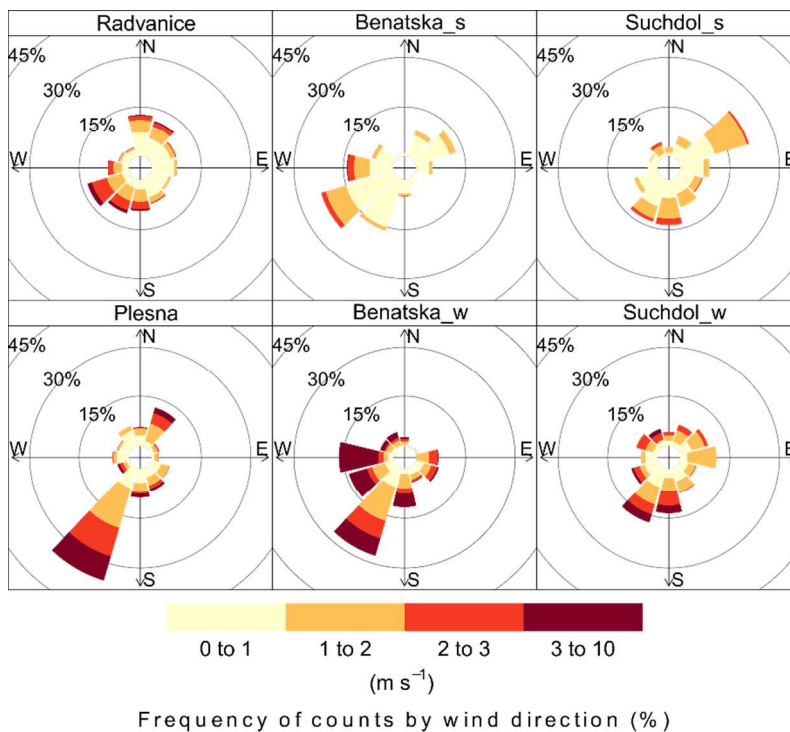 Radvanice
Benatska_s
Suchdol_s
45%
30%
15%
N
W
E
S
45%
30%
15%
N
W
E
S
45%
30%
15%
N
W
E
S
Plesna
Benatska_w
Suchdol_w
45%
30%
15%
N
W
E
S
45%
30%
15%
N
W
E
S
45%
30%
15%
N
W
E
S
0 to 1
1 to 2
2 to 3
3 to 10
(m s⁻¹)
Frequency of counts by wind direction (%)